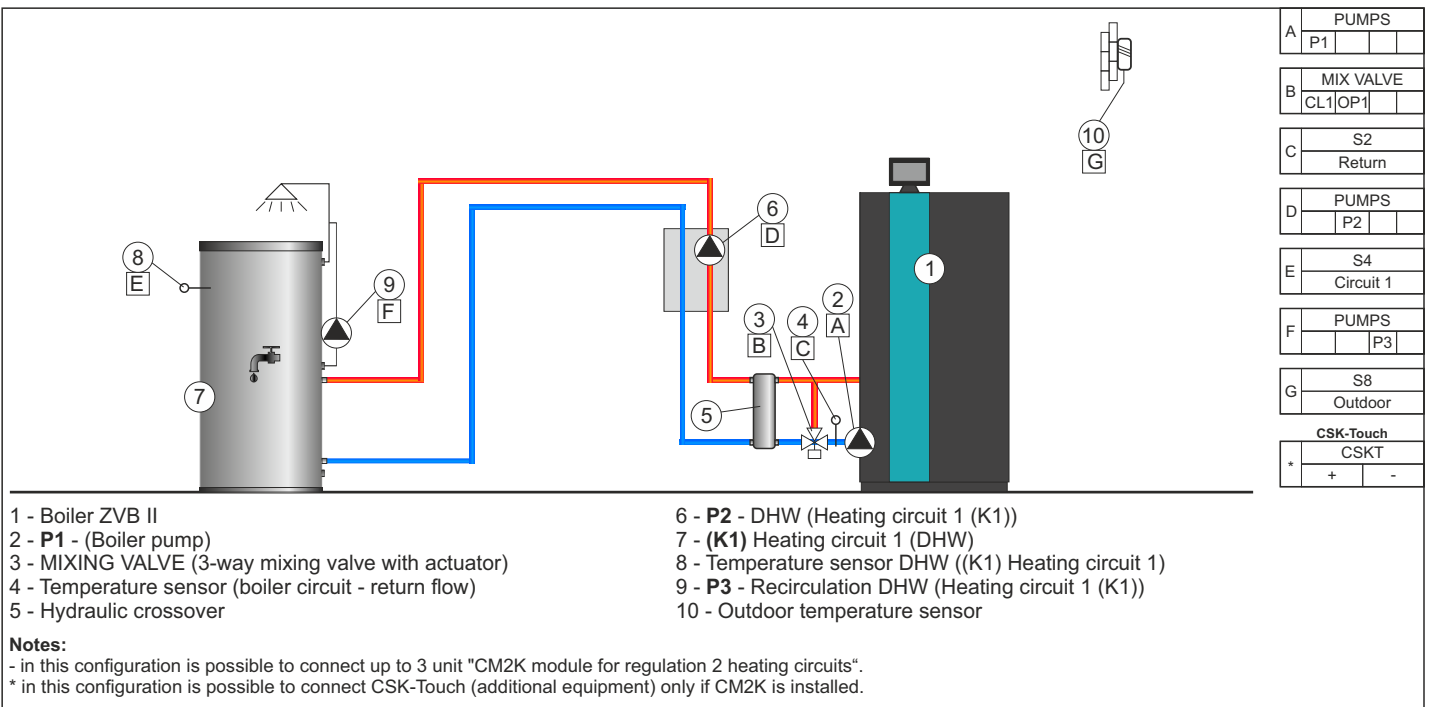 10
G
6
D
8
E
1
9
F
2
A
3
B
4
C
7
5
A
PUMPS
P1
B
MIX VALVE
CL1 OP1
C
S2
Return
D
PUMPS
P2
E
S4
Circuit 1
F
PUMPS
P3
G
S8
Outdoor
CSK-Touch
*
CSKT
+ -
1 - Boiler ZVB II
2 - P1 - (Boiler pump)
3 - MIXING VALVE (3-way mixing valve with actuator)
4 - Temperature sensor (boiler circuit - return flow)
5 - Hydraulic crossover
6 - P2 - DHW (Heating circuit 1 (K1))
7 - (K1) Heating circuit 1 (DHW)
8 - Temperature sensor DHW ((K1) Heating circuit 1)
9 - P3 - Recirculation DHW (Heating circuit 1 (K1))
10 - Outdoor temperature sensor
Notes:
- in this configuration is possible to connect up to 3 unit "CM2K module for regulation 2 heating circuits“.
* in this configuration is possible to connect CSK-Touch (additional equipment) only if CM2K is installed.